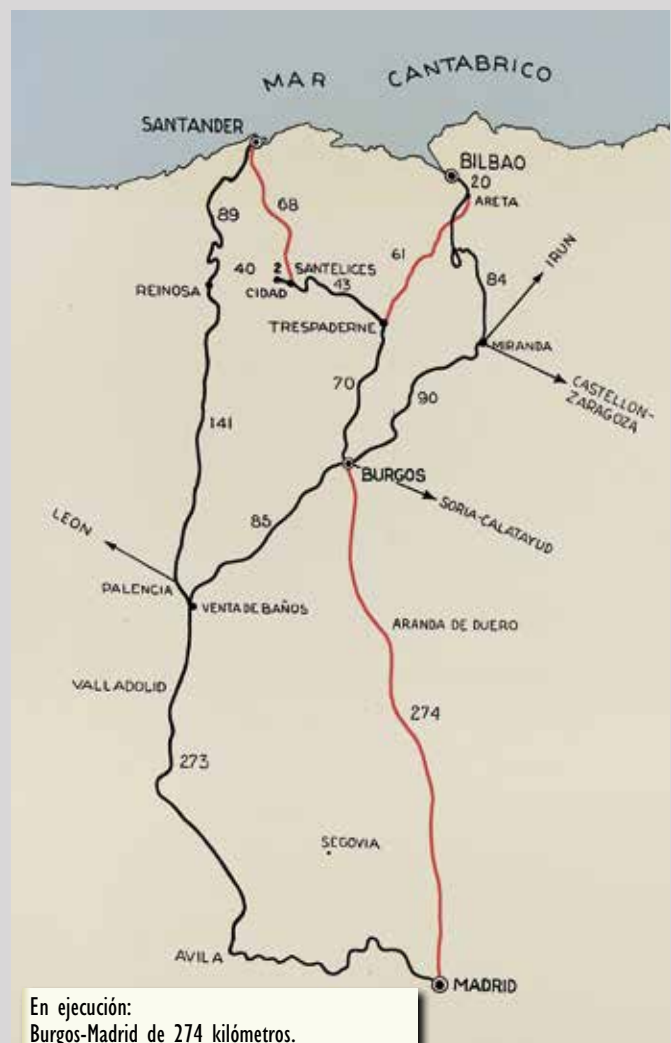 MAR CANTABRICO
SANTANDER
BILBAO
20
ARETA
89
68
61
84
IRUN
REINOSA
40
2
SANTELICES
CIDAD
43
TRESPADERNE
MIRANDA
CASTELLON-
ZARAGOZA
70
90
141
BURGOS
SORIA-CALATAYUD
85
LEON
PALENCIA
VENTA DE BAÑOS
ARANDA DE DUERO
VALLADOLID
274
273
SEGOVIA
AVILA
MADRID
En ejecución:
Burgos-Madrid de 274 kilómetros.